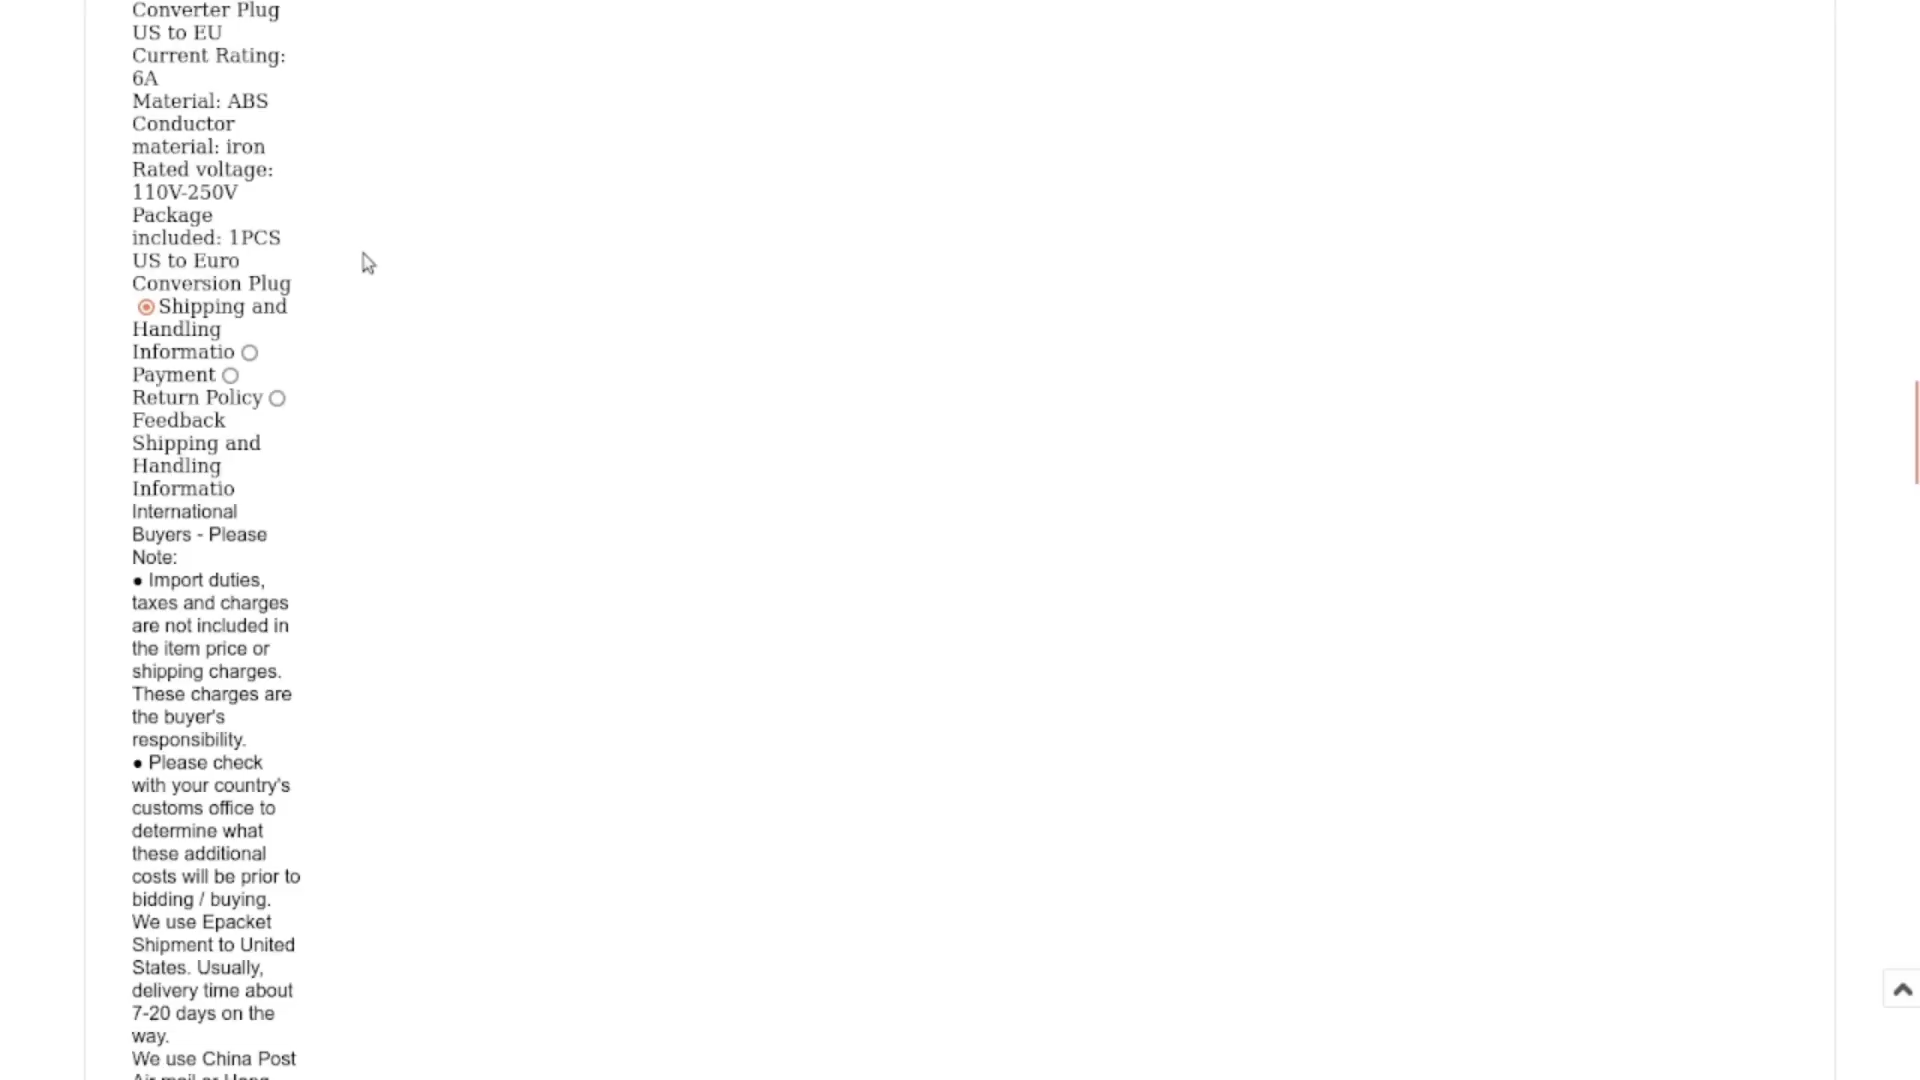 Converter Plug
US to EU
Current Rating:
6A
Material: ABS
Conductor
material: iron
Rated voltage:
110V-250V
Package
included: 1PCS
US to Euro
Conversion Plug
Shipping and
Handling
Informatio
Payment
Return Policy
Feedback
Shipping and
Handling
Informatio
International
Buyers - Please
Note:
● Import duties,
taxes and charges
are not included in
the item price or
shipping charges.
These charges are
the buyer's
responsibility.
● Please check
with your country's
customs office to
determine what
these additional
costs will be prior to
bidding / buying.
We use Epacket
Shipment to United
States. Usually,
delivery time about
7-20 days on the
way.
We use China Post